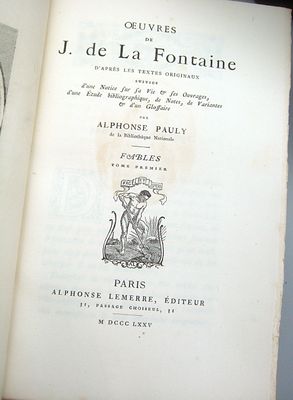 ŒUVRES
DE
J. de La Fontaine
D'APRÈS LES TEXTES ORIGINAUX
SUIVIES
d'une Notice sur sa Vie & ses Ouvrages,
d'une Étude bibliographique, de Notes, de Variantes
& d'un Glossaire
PAR
ALPHONSE PAULY
de la Bibliothèque Nationale
FABLES
TOME PREMIER
PARIS
ALPHONSE LEMERRE, ÉDITEUR
31, PASSAGE CHOISEUL, 31
M DCCC LXXV